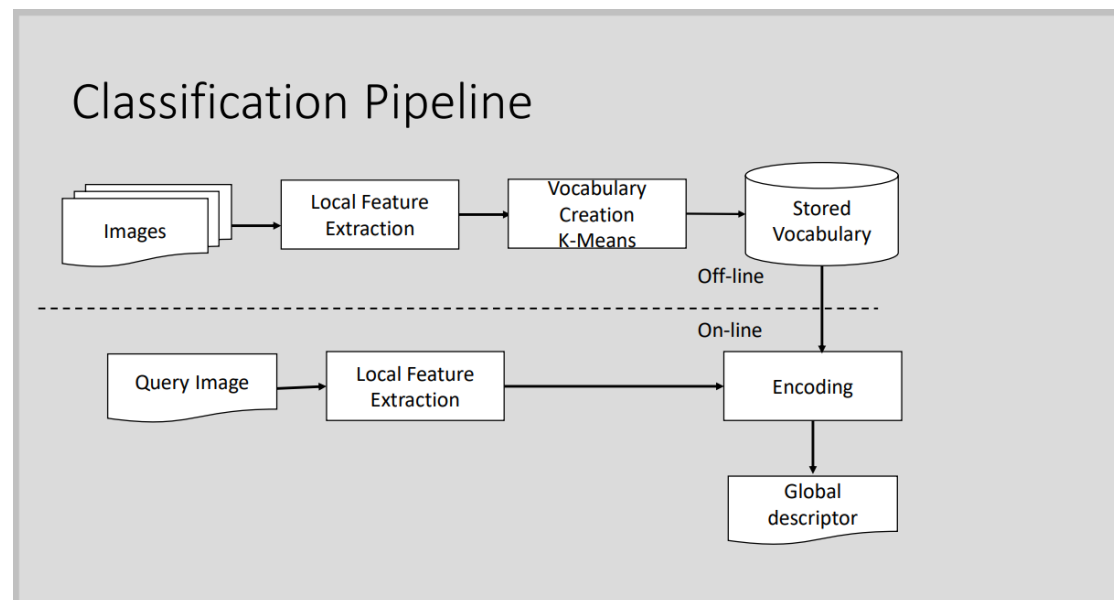 Classification Pipeline
Images
Local Feature
Extraction
Vocabulary
Creation
K-Means
Stored
Vocabulary
Off-line
On-line
Query Image
Local Feature
Extraction
Encoding
Global
descriptor